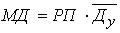 МД = РП · Д̅у̅